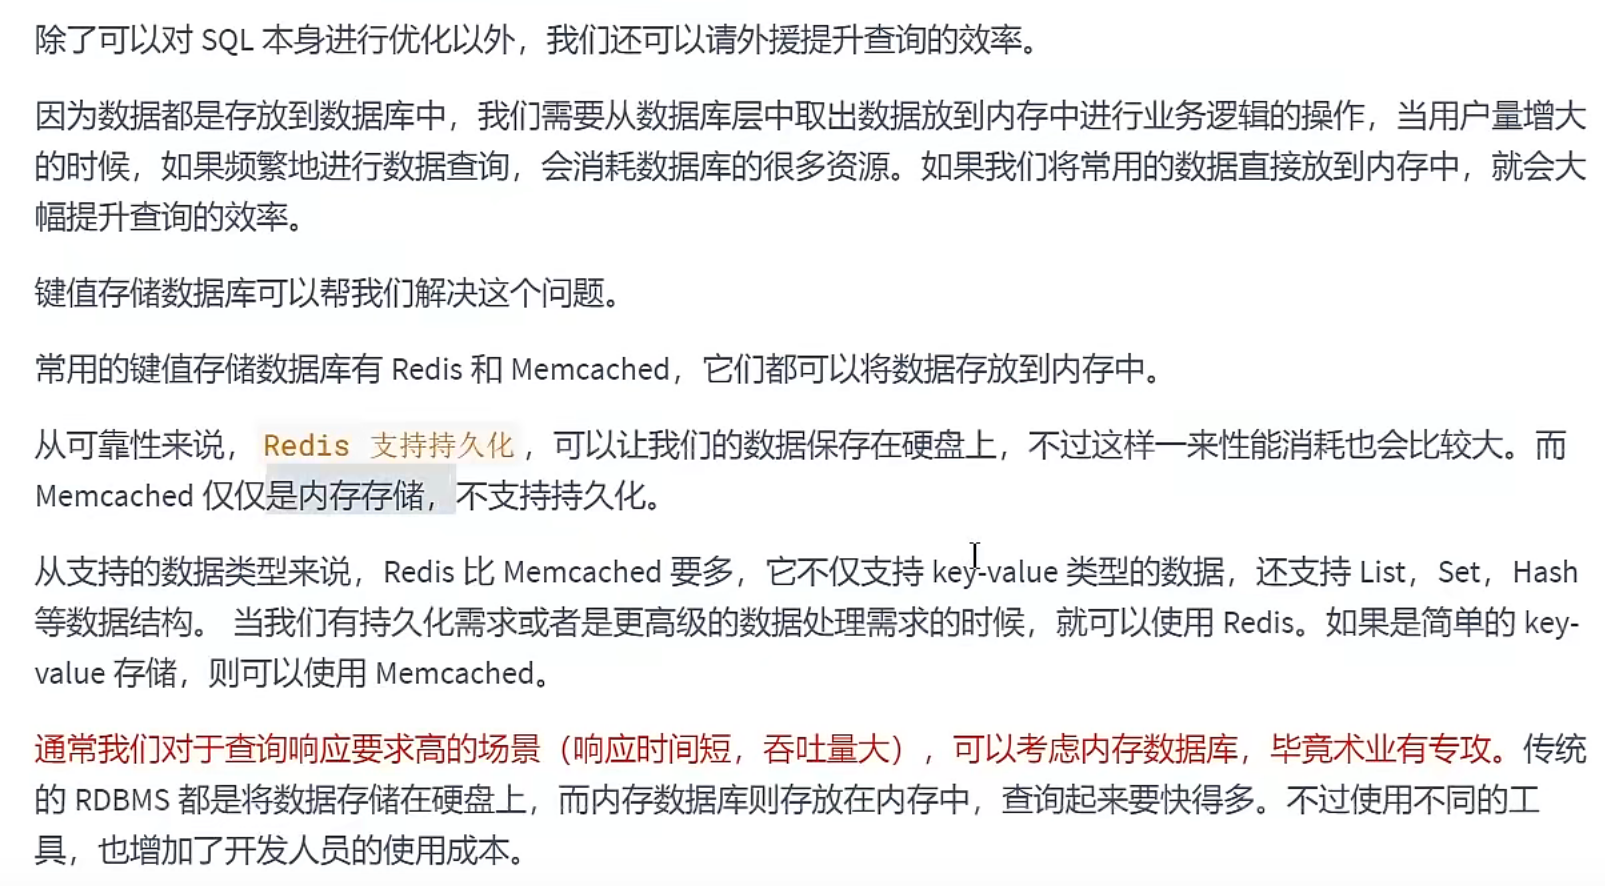 除了可以对 SQL 本身进行优化以外，我们还可以请外援提升查询的效率。
因为数据都是存放到数据库中，我们需要从数据库层中取出数据放到内存中进行业务逻辑的操作，当用户量增大
的时候，如果频繁地进行数据查询，会消耗数据库的很多资源。如果我们将常用的数据直接放到内存中，就会大
幅提升查询的效率。
键值存储数据库可以帮我们解决这个问题。
常用的键值存储数据库有 Redis 和 Memcached，它们都可以将数据存放到内存中。
从可靠性来说， Redis 支持持久化 ，可以让我们的数据保存在硬盘上，不过这样一来性能消耗也会比较大。而
Memcached 仅仅是内存存储，不支持持久化。
从支持的数据类型来说，Redis 比 Memcached 要多，它不仅支持 key-value 类型的数据，还支持 List，Set，Hash
等数据结构。 当我们有持久化需求或者是更高级的数据处理需求的时候，就可以使用 Redis。如果是简单的 key-
value 存储，则可以使用 Memcached。
通常我们对于查询响应要求高的场景（响应时间短，吞吐量大），可以考虑内存数据库，毕竟术业有专攻。传统
的 RDBMS 都是将数据存储在硬盘上，而内存数据库则存放在内存中，查询起来要快得多。不过使用不同的工
具，也增加了开发人员的使用成本。